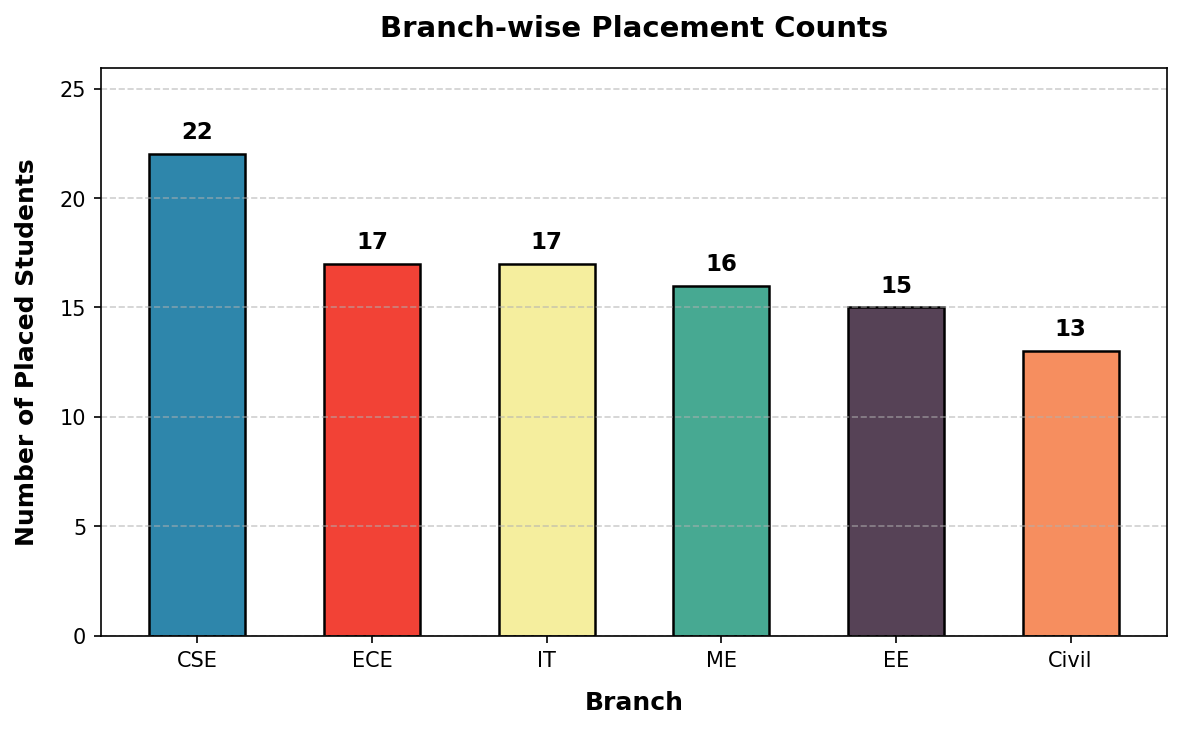 Branch-wise Placement Counts
Number of Placed Students
25
20
15
10
5
0
22
17
17
16
15
13
CSE
ECE
IT
ME
EE
Civil
Branch